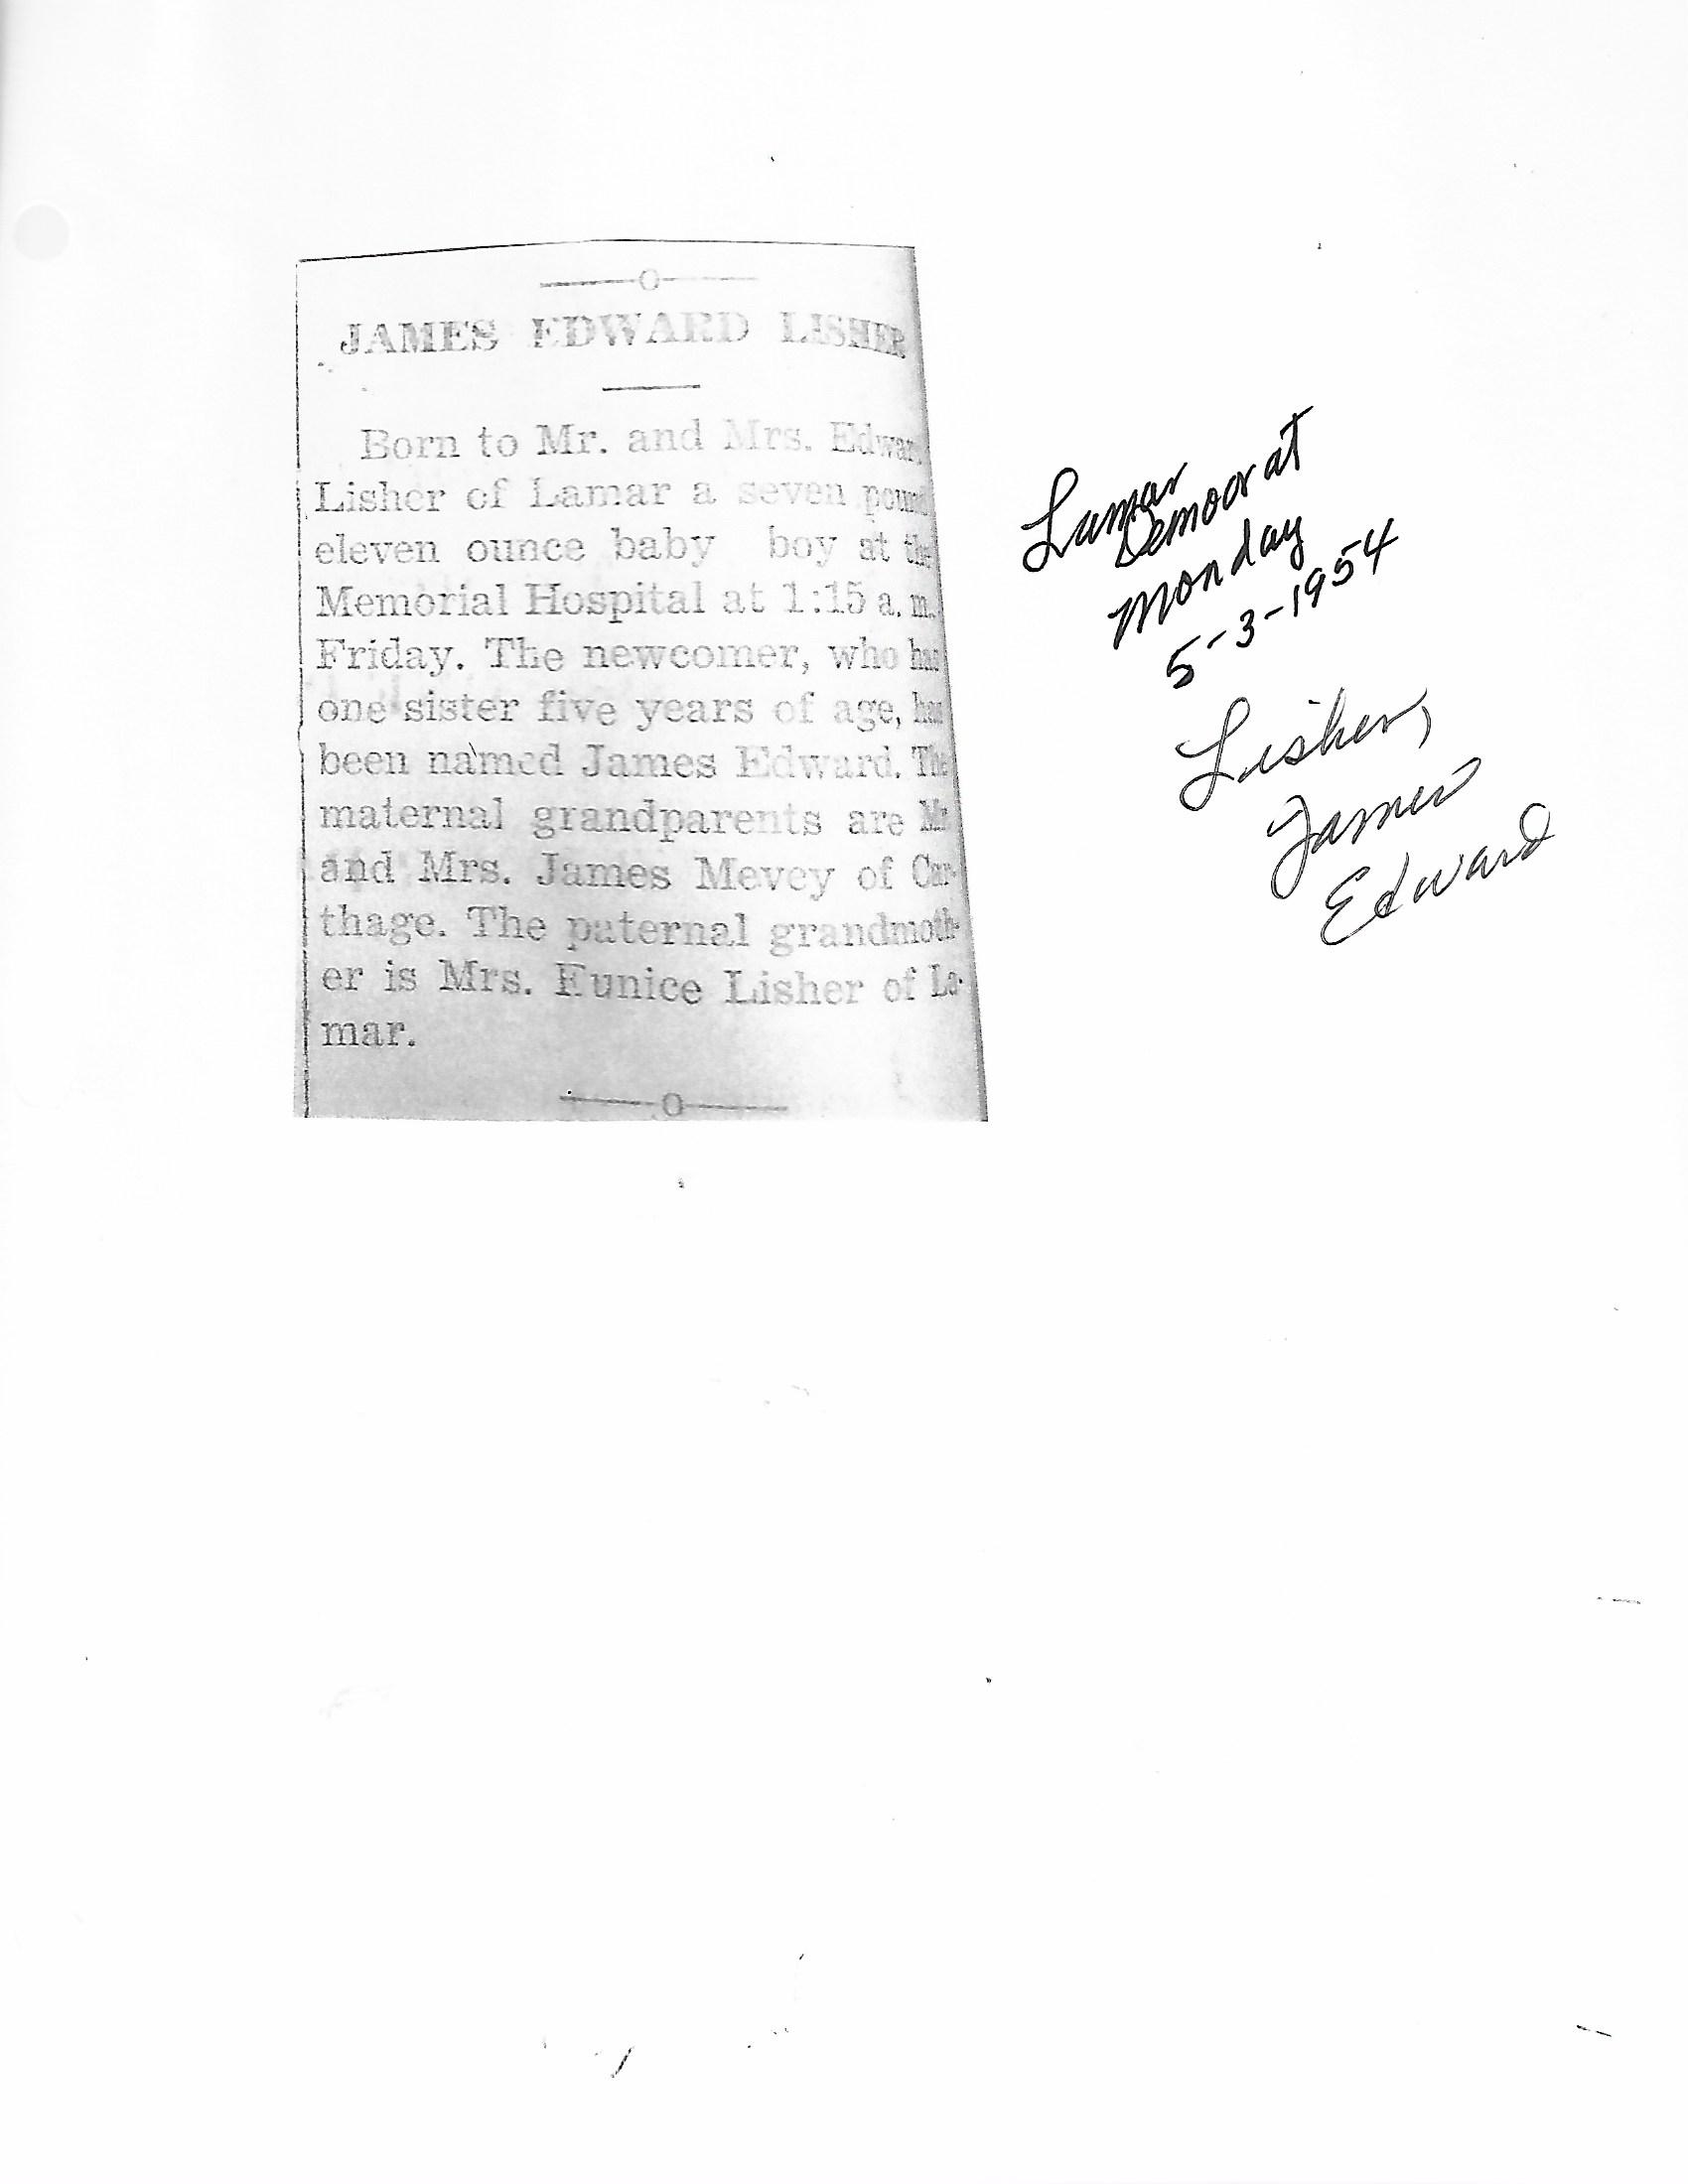 JAMES EDWARD LISHER
Born to Mr. and Mrs. Edward
Lisher of Lamar a seven pound
eleven ounce baby boy at the
Memorial Hospital at 1:15 a. m.
Friday. The newcomer, who has
one sister five years of age, has
been named James Edward. The
maternal grandparents are Mr.
and Mrs. James Mevey of Car-
thage. The paternal grandmoth-
er is Mrs. Eunice Lisher of La-
mar.
Lamar
Democrat
Monday
5-3-1954
Lisher,
James
Edward